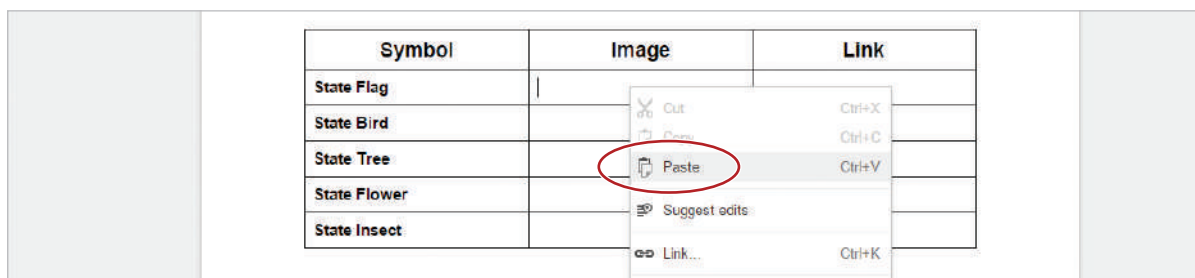 Symbol Image Link
State Flag
State Bird
State Tree
State Flower
State Insect
Cut Ctrl+X
Copy Ctrl+C
Paste Ctrl+V
Suggest edits
Link... Ctrl+K